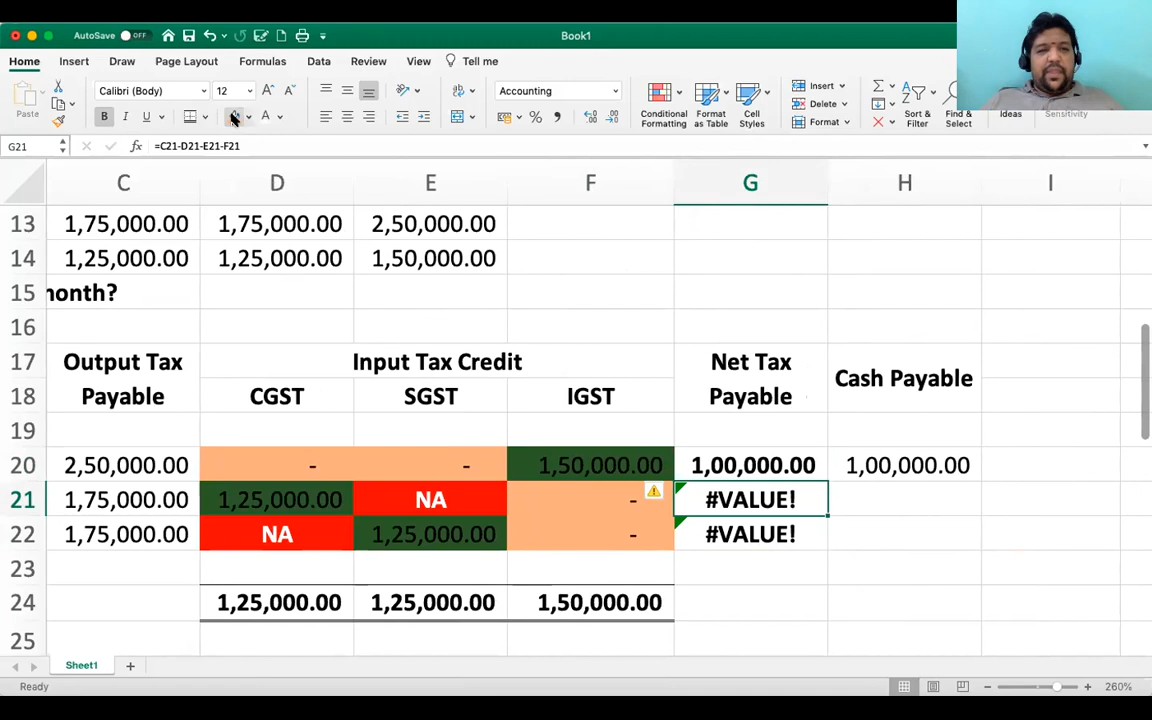 AutoSave OFF Book1
Home Insert Draw Page Layout Formulas Data Review View Tell me
Paste Calibri (Body) 12 A A Accounting Conditional Formatting Format as Table Cell Styles Insert Delete Format Sort & Filter Find & Select Ideas Sensitivity
B I U A % 
G21 fx =C21-D21-E21-F21
C D E F G H I
13 1,75,000.00 1,75,000.00 2,50,000.00
14 1,25,000.00 1,25,000.00 1,50,000.00
15 month?
16
17 Output Tax Input Tax Credit Net Tax
Cash Payable
18 Payable CGST SGST IGST Payable
19
20 2,50,000.00 - - 1,50,000.00 1,00,000.00 1,00,000.00
21 1,75,000.00 1,25,000.00 NA - #VALUE!
22 1,75,000.00 NA 1,25,000.00 - #VALUE!
23
24 1,25,000.00 1,25,000.00 1,50,000.00
25
Sheet1 +
Ready 260%